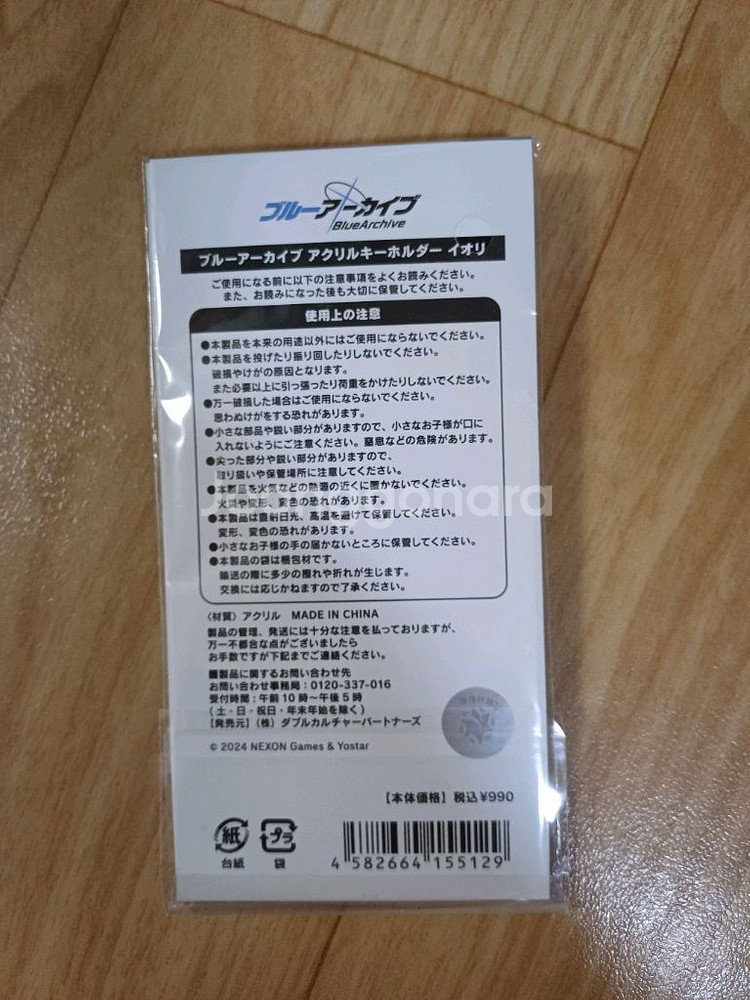 ブルーアーカイブ
BlueArchive
ブルーアーカイブ アクリルキーホルダー イオリ
ご使用になる前に以下の注意事項をよくお読みください。
また、お読みになった後も大切に保管してください。
使用上の注意
●本製品を本来の用途以外にはご使用にならないでください。
●本製品を投げたり振り回したりしないでください。
破損やけがの原因となります。
また必要以上に引っ張ったり荷重をかけたりしないでください。
●万一破損した場合はご使用にならないでください。
思わぬけがをする恐れがあります。
●小さな部品や鋭い部分がありますので、小さなお子様が口に
入れないようにご注意ください。窒息などの危険があります。
●尖った部分や鋭い部分がありますので、
取り扱いや保管場所に注意してください。
●本製品を火気などの熱器の近くに置かないでください。
火災や変形、変色の恐れがあります。
●本製品は直射日光、高温を避けて保管してください。
変形、変色の恐れがあります。
●小さなお子様の手の届かないところに保管してください。
●本製品の袋は梱包材です。
輸送の際に多少の擦れや折れが生じます。
交換には応じかねますので了承ください。
〈材質〉アクリル MADE IN CHINA
製品の管理、発送には十分な注意を払っておりますが、
万一不都合な点がございましたら
お手数ですが下記までご連絡ください。
■製品に関するお問い合わせ先
お問い合わせ事務局:0120-337-016
受付時間:午前10時〜午後5時
(土・日・祝日・年末年始を除く)
【発売元】(株)ダブルカルチャーパートナーズ
© 2024 NEXON Games & Yostar
【本体価格】税込¥990
紙
台紙
プラ
袋
4 582664 155129